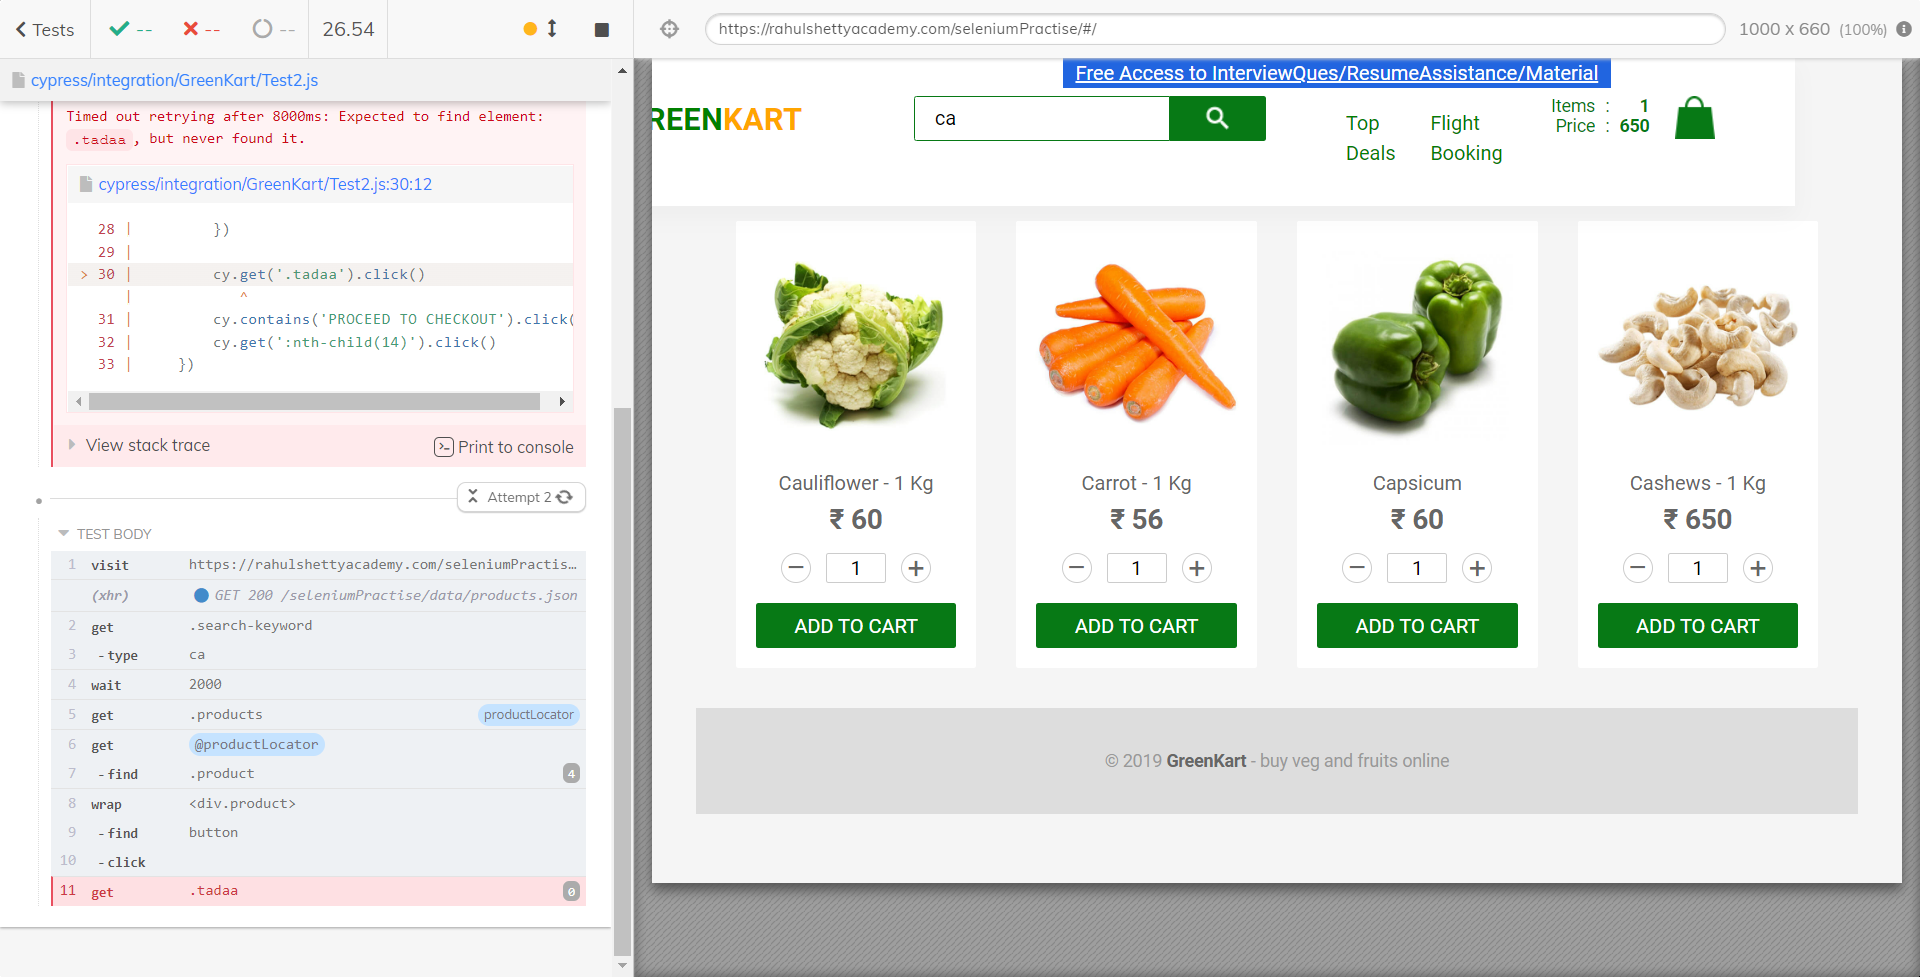 Tests
--
--
--
26.54
https://rahulshettyacademy.com/seleniumPractise/#/
1000 x 660 (100%)
cypress/integration/GreenKart/Test2.js
Timed out retrying after 8000ms: Expected to find element:
.tadaa, but never found it.
cypress/integration/GreenKart/Test2.js:30:12
28 | })
29 |
> 30 | cy.get('.tadaa').click()
| ^
31 | cy.contains('PROCEED TO CHECKOUT').click(
32 | cy.get(':nth-child(14)').click()
33 | })
View stack trace
Print to console
Attempt 2
TEST BODY
1 visit https://rahulshettyacademy.com/seleniumPractis…
(xhr) GET 200 /seleniumPractise/data/products.json
2 get .search-keyword
3 -type ca
4 wait 2000
5 get .products productLocator
6 get @productLocator
7 -find .product 4
8 wrap <div.product>
9 -find button
10 -click
11 get .tadaa 0
Free Access to InterviewQues/ResumeAssistance/Material
REENKART
ca
Top
Deals
Flight
Booking
Items : 1
Price : 650
Cauliflower - 1 Kg
₹ 60
1
ADD TO CART
Carrot - 1 Kg
₹ 56
1
ADD TO CART
Capsicum
₹ 60
1
ADD TO CART
Cashews - 1 Kg
₹ 650
1
ADD TO CART
© 2019 GreenKart - buy veg and fruits online